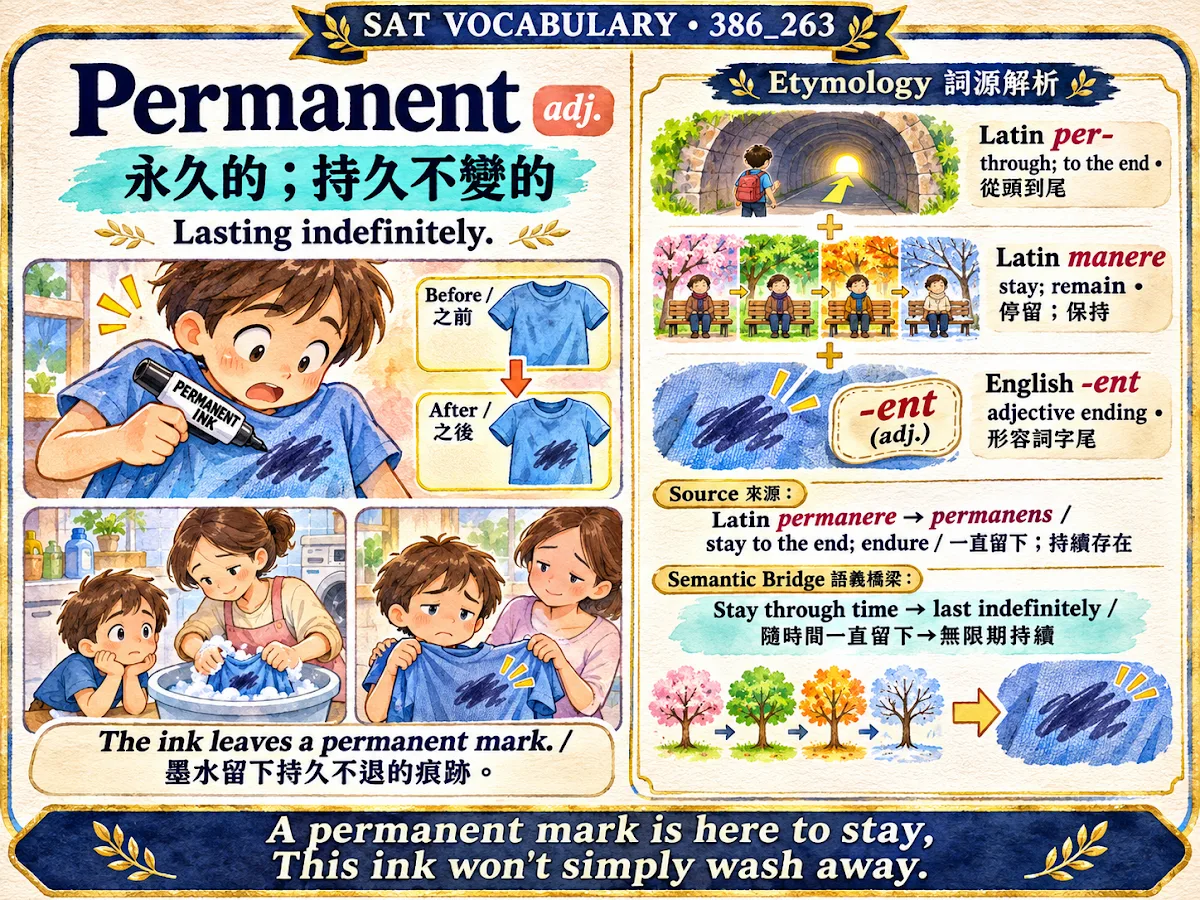 SAT VOCABULARY • 386_263
Permanent adj.
永久的；持久不變的
Lasting indefinitely.
PERMANENT
INK
Before /
之前
After /
之後
The ink leaves a permanent mark. /
墨水留下持久不退的痕跡。
Etymology 詞源解析
Latin per-
through; to the end •
從頭到尾
+
Latin manere
stay; remain •
停留；保持
+
-ent
(adj.)
English -ent
adjective ending •
形容詞字尾
Source 來源：
Latin permanere → permanens /
stay to the end; endure / 一直留下；持續存在
Semantic Bridge 語義橋梁：
Stay through time → last indefinitely /
隨時間一直留下→無限期持續
A permanent mark is here to stay,
This ink won't simply wash away.